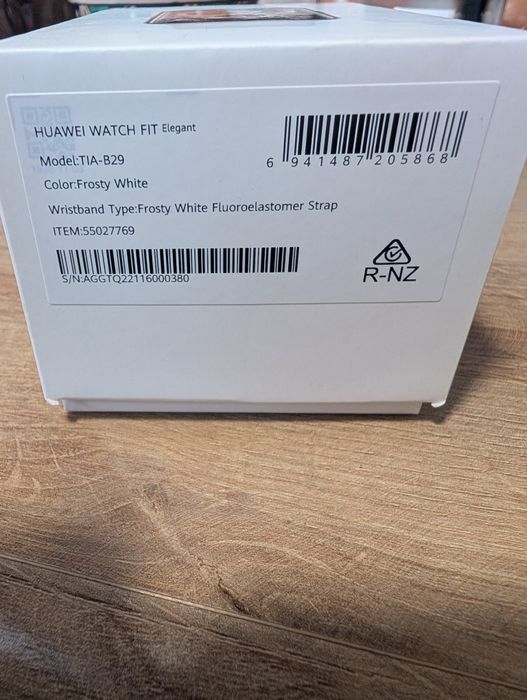 HUAWEI WATCH FIT Elegant
Model:TIA-B29
Color:Frosty White
Wristband Type:Frosty White Fluoroelastomer Strap
ITEM:55027769
S/N:AGGTQ22116000380
6 941487 205868
R-NZ